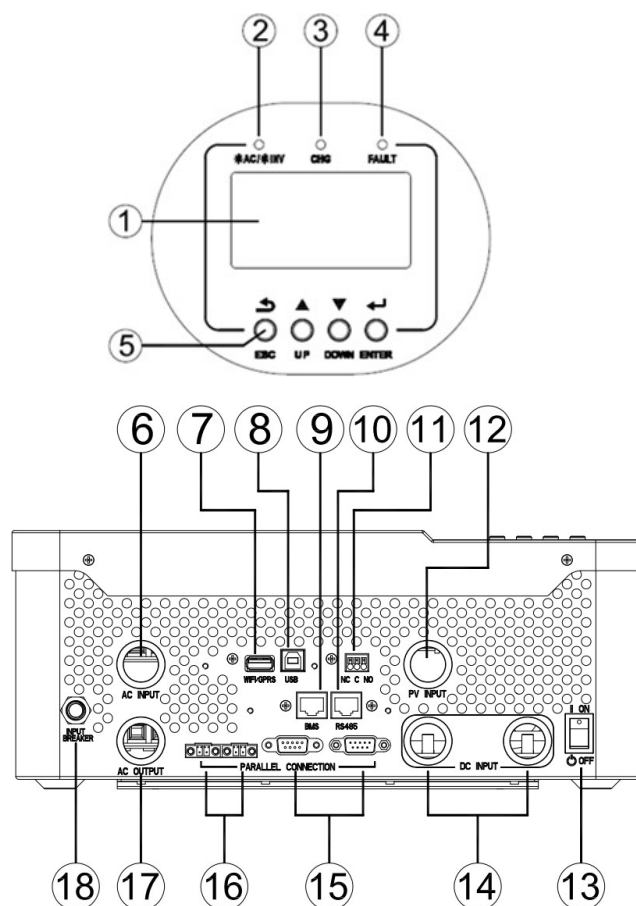 2 3 4
✱AC/✱INV CHG FAULT
1
5
ESC UP DOWN ENTER
6 7 8 9 10 11 12
AC INPUT WIFI/GPRS USB NC C NO PV INPUT
BMS RS485
I ON
INPUT BREAKER
AC OUTPUT PARALLEL CONNECTION DC INPUT OFF
18 17 16 15 14 13